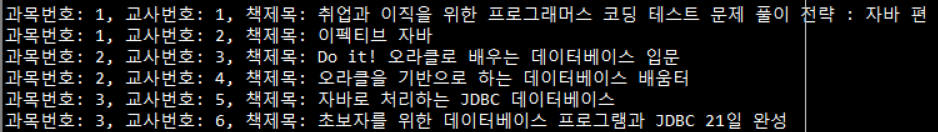 과목번호: 1, 교사번호: 1, 책제목: 취업과 이직을 위한 프로그래머스 코딩 테스트 문제 풀이 전략 : 자바 편
과목번호: 1, 교사번호: 2, 책제목: 이펙티브 자바
과목번호: 2, 교사번호: 3, 책제목: Do it! 오라클로 배우는 데이터베이스 입문
과목번호: 2, 교사번호: 4, 책제목: 오라클을 기반으로 하는 데이터베이스 배움터
과목번호: 3, 교사번호: 5, 책제목: 자바로 처리하는 JDBC 데이터베이스
과목번호: 3, 교사번호: 6, 책제목: 초보자를 위한 데이터베이스 프로그램과 JDBC 21일 완성